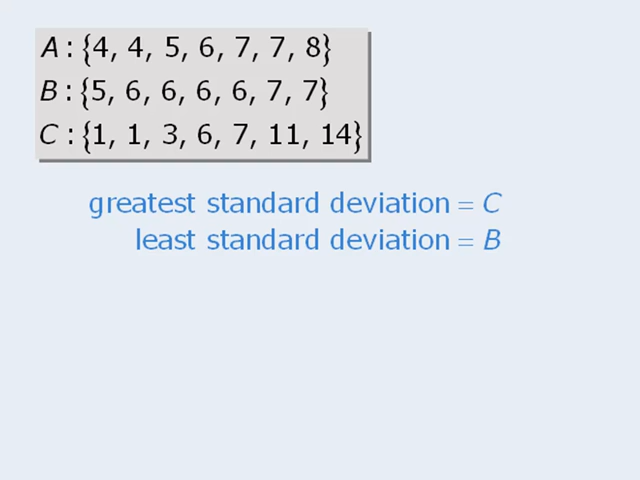 A : {4, 4, 5, 6, 7, 7, 8}
B : {5, 6, 6, 6, 6, 7, 7}
C : {1, 1, 3, 6, 7, 11, 14}
greatest standard deviation = C
least standard deviation = B